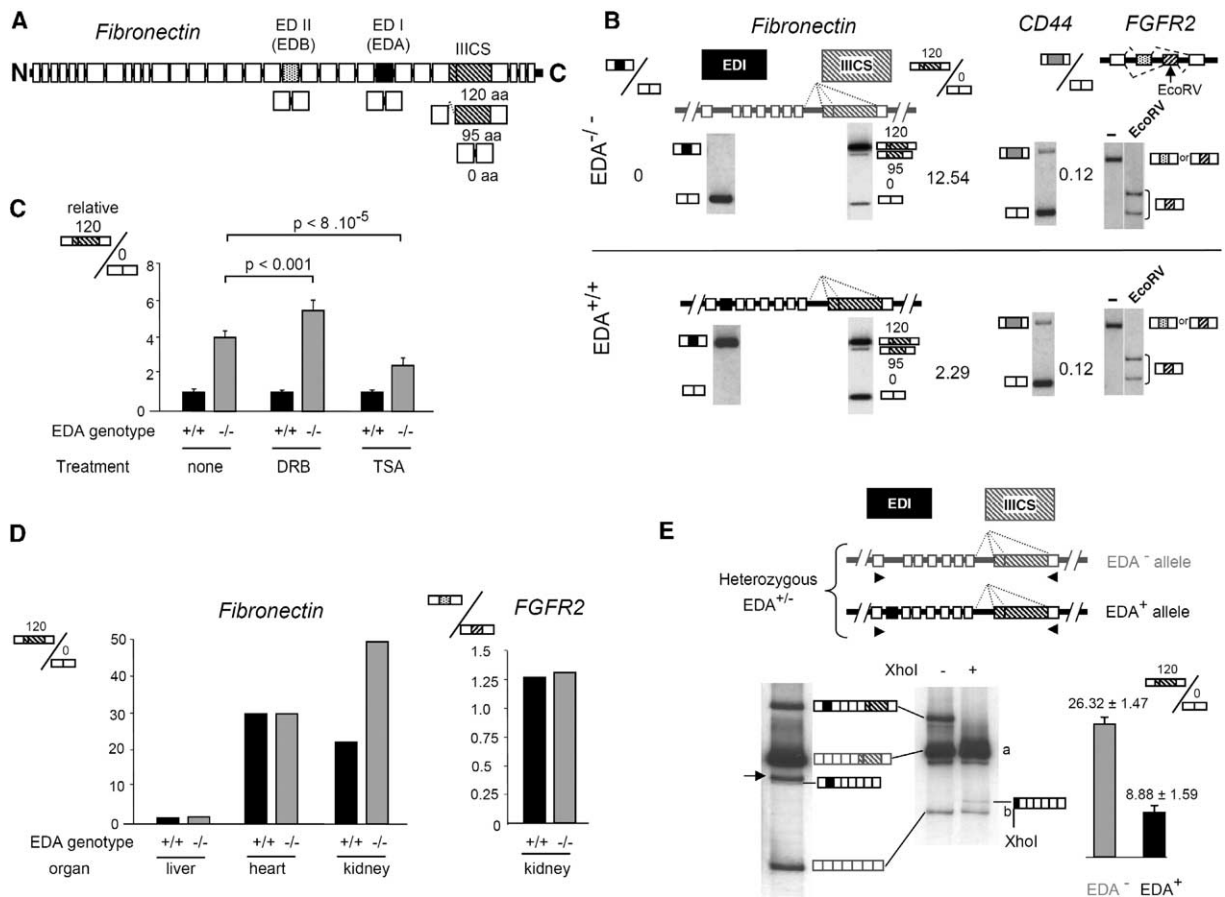 A
Fibronectin
ED II
(EDB)
ED I
(EDA)
IIICS
N
C
120 aa
95 aa
0 aa
B
Fibronectin
CD44
FGFR2
EDI
IIICS
120
0
EcoRV
EDA-/-
0
120
95
0
12.54
0.12
–
EcoRV
or
EDA+/+
120
95
0
2.29
0.12
–
EcoRV
or
C
relative
120
0
p < 8 .10-5
p < 0.001
8
6
4
2
0
EDA genotype
+/+ -/- +/+ -/- +/+ -/-
Treatment
none DRB TSA
D
Fibronectin
FGFR2
120
0
50
40
30
20
10
0
1.5
1.25
1.0
0.75
0.5
0.25
0
EDA genotype +/+ -/- +/+ -/- +/+ -/- +/+ -/-
organ liver heart kidney kidney
E
EDI
IIICS
Heterozygous
EDA+/-
EDA- allele
EDA+ allele
XhoI - +
a
b
XhoI
120
0
26.32 ± 1.47
8.88 ± 1.59
EDA- EDA+